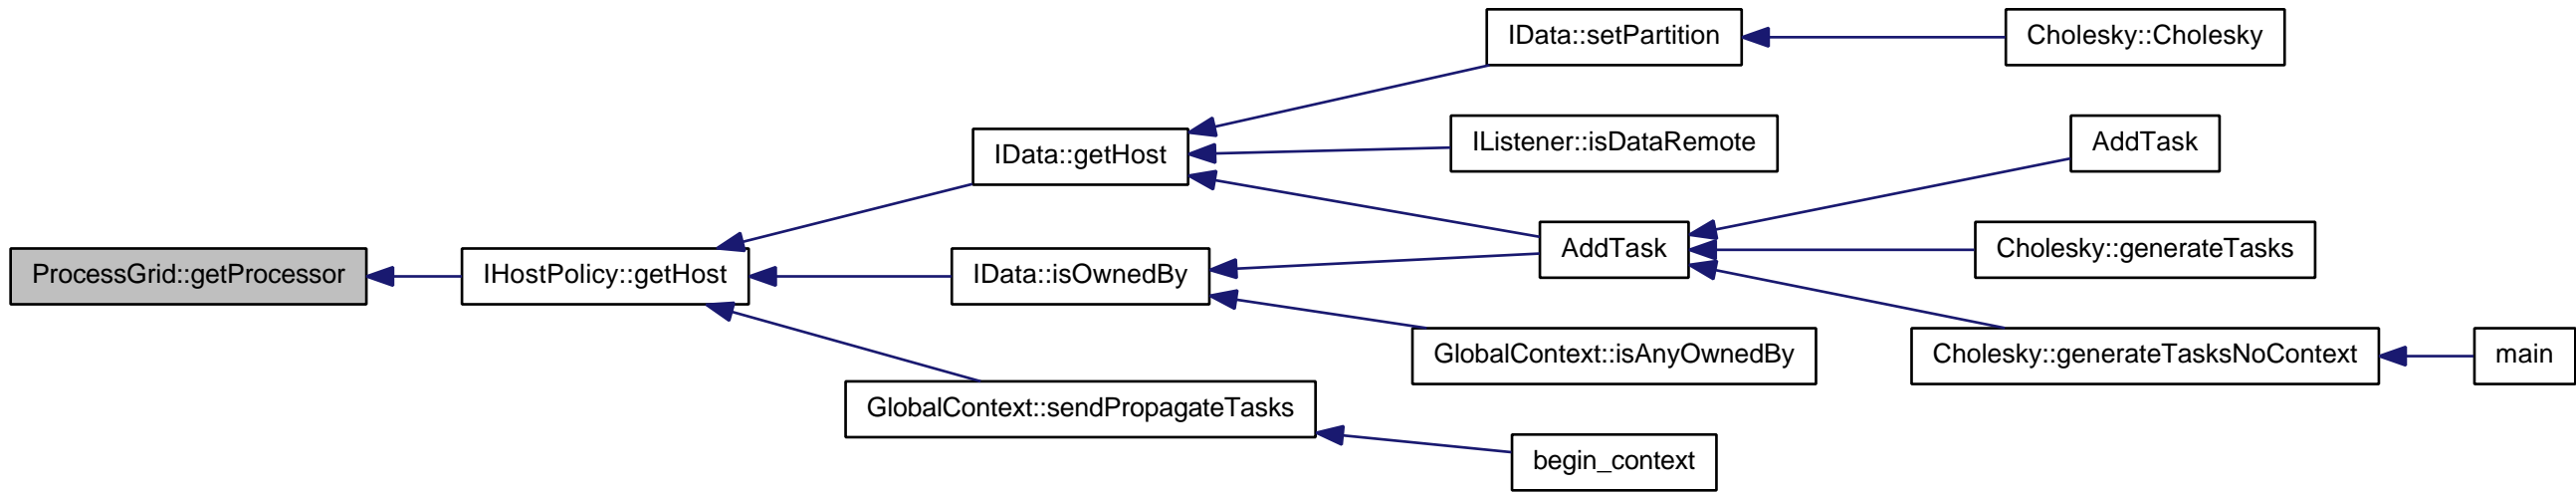 IData::setPartition
Cholesky::Cholesky
IListener::isDataRemote
AddTask
IData::getHost
AddTask
Cholesky::generateTasks
ProcessGrid::getProcessor
IHostPolicy::getHost
IData::isOwnedBy
GlobalContext::isAnyOwnedBy
Cholesky::generateTasksNoContext
main
GlobalContext::sendPropagateTasks
begin_context